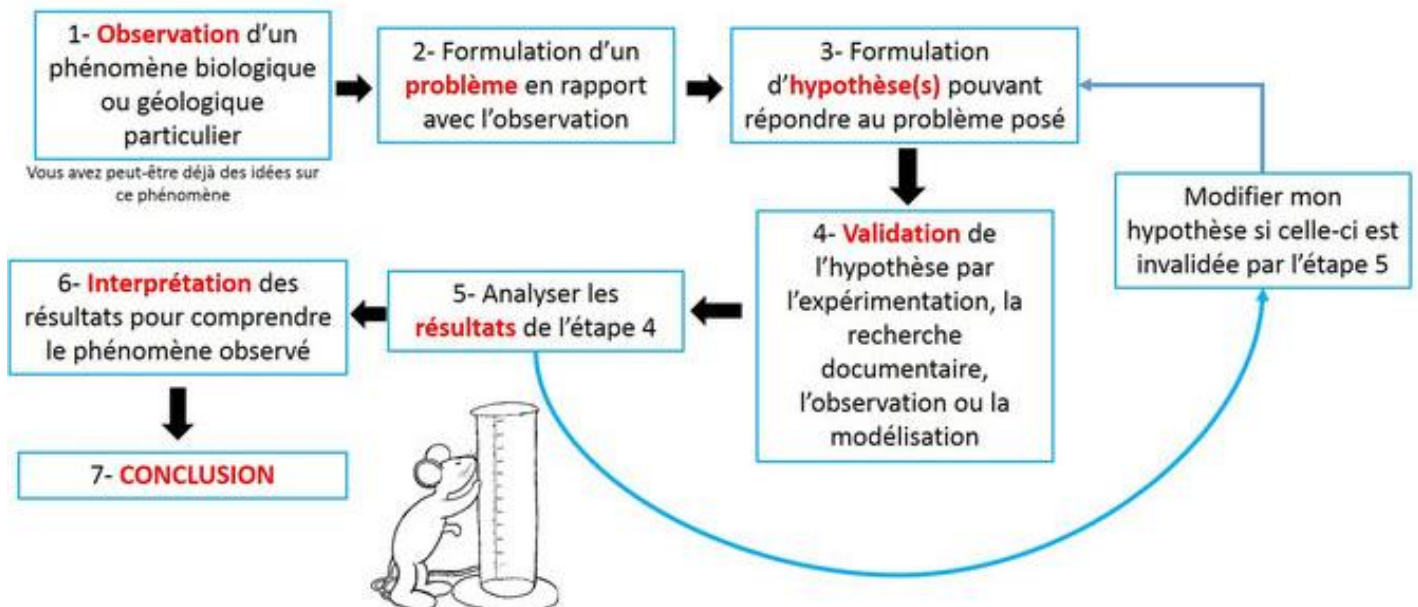 1- Observation d’un
phénomène biologique
ou géologique
particulier
Vous avez peut-être déjà des idées sur
ce phénomène
2- Formulation d’un
problème en rapport
avec l’observation
3- Formulation
d’hypothèse(s) pouvant
répondre au problème posé
4- Validation de
l’hypothèse par
l’expérimentation, la
recherche
documentaire,
l’observation ou la
modélisation
5- Analyser les
résultats de l’étape 4
Modifier mon
hypothèse si celle-ci est
invalidée par l’étape 5
6- Interprétation des
résultats pour comprendre
le phénomène observé
7- CONCLUSION